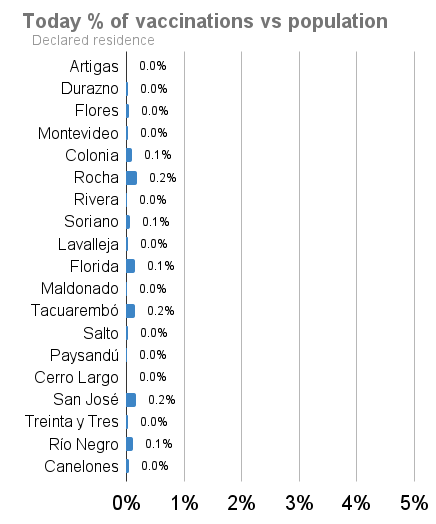 Today % of vaccinations vs population
Declared residence
Artigas 0.0%
Durazno 0.0%
Flores 0.0%
Montevideo 0.0%
Colonia 0.1%
Rocha 0.2%
Rivera 0.0%
Soriano 0.1%
Lavalleja 0.0%
Florida 0.1%
Maldonado 0.0%
Tacuarembó 0.2%
Salto 0.0%
Paysandú 0.0%
Cerro Largo 0.0%
San José 0.2%
Treinta y Tres 0.0%
Río Negro 0.1%
Canelones 0.0%
0% 1% 2% 3% 4% 5%